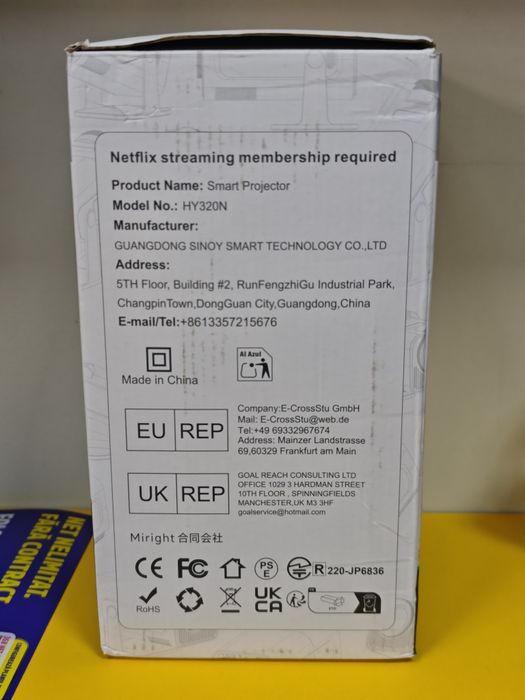 Netflix streaming membership required
Product Name: Smart Projector
Model No.: HY320N
Manufacturer:
GUANGDONG SINOY SMART TECHNOLOGY CO.,LTD
Address:
5TH Floor, Building #2, RunFengzhiGu Industrial Park,
ChangpinTown,DongGuan City,Guangdong,China
E-mail/Tel:+8613357215676
Made in China
Al Azul
EU REP
Company:E-CrossStu GmbH
Mail: E-CrossStu@web.de
Tel:+49 69332967674
Address: Mainzer Landstrasse
69,60329 Frankfurt am Main
UK REP
GOAL REACH CONSULTING LTD
OFFICE 1029 3 HARDMAN STREET
10TH FLOOR , SPINNINGFIELDS
MANCHESTER,UK M3 3HF
goalservice@hotmail.com
Miright 合同会社
CE FC PS E R 220-JP6836
RoHS UK CA
NET NELIMITAT
FĂRĂ CONTRACT